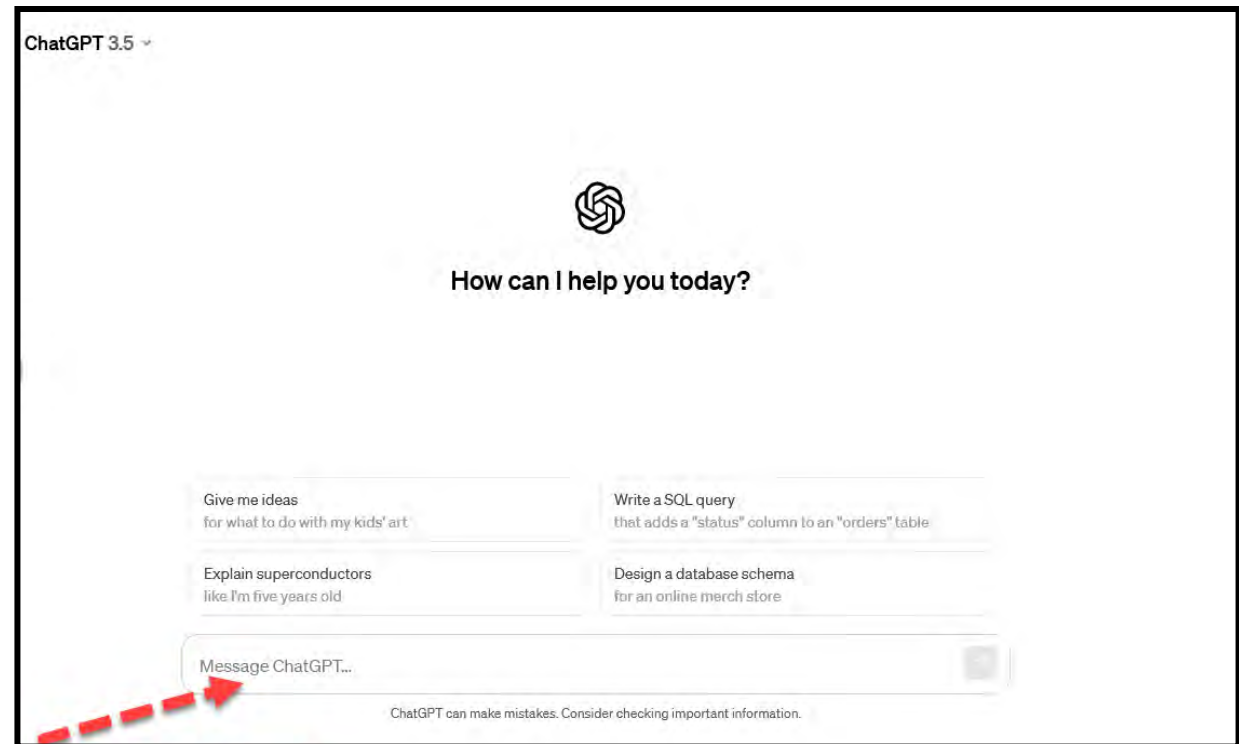 ChatGPT 3.5
How can I help you today?
Give me ideas
for what to do with my kids' art
Write a SQL query
that adds a "status" column to an "orders" table
Explain superconductors
like I'm five years old
Design a database schema
for an online merch store
Message ChatGPT...
ChatGPT can make mistakes. Consider checking important information.